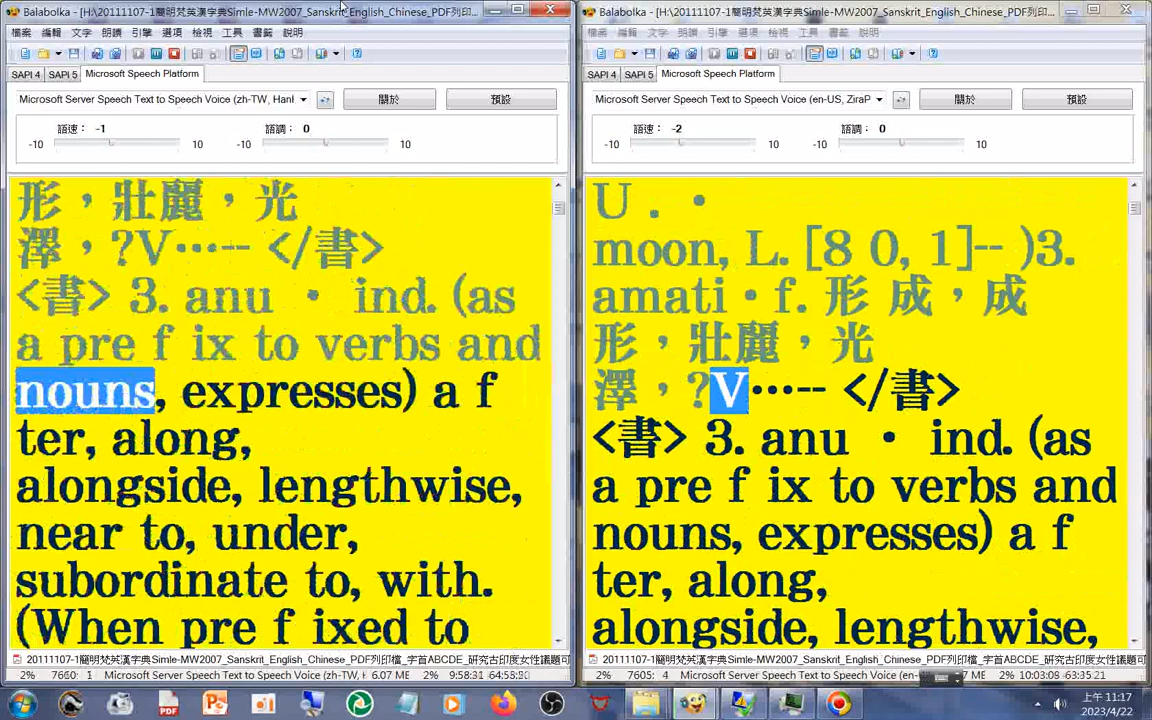 Balabolka - [H:\20111107-1簡明梵英漢字典Simle-MW2007_Sanskrit_English_Chinese_PDF列印...
檔案 編輯 文字 朗讀 引擎 選項 檢視 工具 書籤 說明
SAPI 4 SAPI 5 Microsoft Speech Platform
Microsoft Server Speech Text to Speech Voice (zh-TW, Hanl 關於 預設
語速： -1 語調： 0
-10 10 -10 10
形，壯麗，光
澤，?V…-- </書>
<書> 3. anu • ind. (as
a pre f ix to verbs and
nouns, expresses) a f
ter, along,
alongside, lengthwise,
near to, under,
subordinate to, with.
(When pre f ixed to
20111107-1簡明梵英漢字典Simle-MW2007_Sanskrit_English_Chinese_PDF列印檔_字首ABCDE_研究古印度女性議題可
2% 7660: 1 Microsoft Server Speech Text to Speech Voice (zh-TW, H 6.07 MB 2% 9:58:31 -64:58:30
Balabolka - [H:\20111107-1簡明梵英漢字典Simle-MW2007_Sanskrit_English_Chinese_PDF列印...
檔案 編輯 文字 朗讀 引擎 選項 檢視 工具 書籤 說明
SAPI 4 SAPI 5 Microsoft Speech Platform
Microsoft Server Speech Text to Speech Voice (en-US, ZiraP 關於 預設
語速： -2 語調： 0
-10 10 -10 10
U . •
moon, L. [8 0, 1]-- )3.
amati • f. 形 成，成
形，壯麗，光
澤，?V…-- </書>
<書> 3. anu • ind. (as
a pre f ix to verbs and
nouns, expresses) a f
ter, along,
alongside, lengthwise,
20111107-1簡明梵英漢字典Simle-MW2007_Sanskrit_English_Chinese_PDF列印檔_字首ABCDE_研究古印度女性議題可
2% 7605: 4 Microsoft Server Speech Text to Speech Voice (en-U 2% 10:03:08 -63:35:21
PDF
上午 11:17
2023/4/22